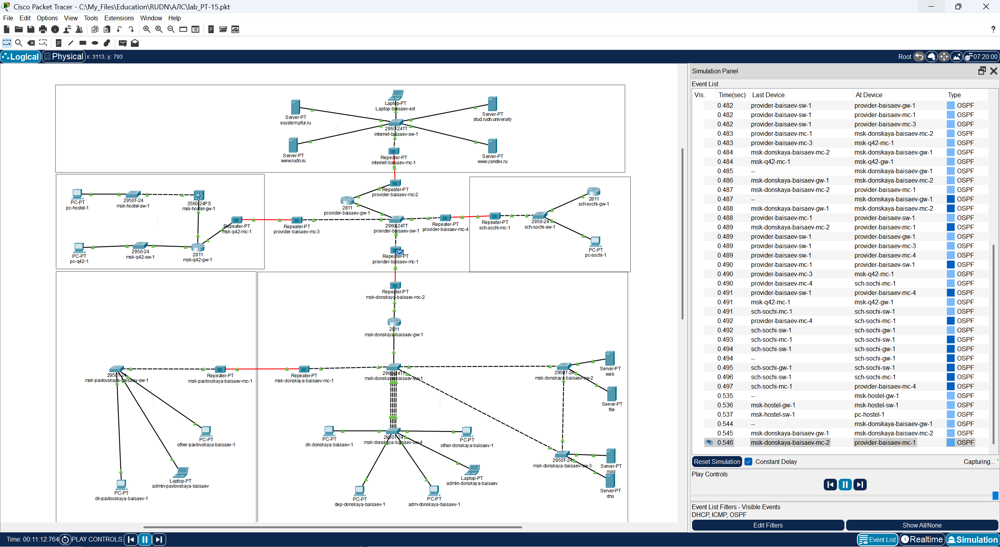 Cisco Packet Tracer - C:\My_Files\Education\RUDN\АЛС\lab_PT-15.pkt
File Edit Options View Tools Extensions Window Help
Logical Physical x: 3113, y: 793 Root 07:20:00
Laptop-PT
Laptop-baisaev-ext
Server-PT
esystem.pfur.ru
Server-PT
stud.rudn.university
2960-24TT
internet-baisaev-sw-1
Server-PT
www.rudn.ru
Repeater-PT
internet-baisaev-mc-1
Server-PT
www.yandex.ru
Repeater-PT
provider-baisaev-mc-2
2811
provider-baisaev-gw-1
PC-PT
pc-hostel-1
2950T-24
msk-hostel-sw-1
3560-24PS
msk-hostel-gw-1
Repeater-PT
msk-q42-mc-1
Repeater-PT
provider-baisaev-mc-3
2960-24TT
provider-baisaev-sw-1
Repeater-PT
provider-baisaev-mc-4
Repeater-PT
sch-sochi-mc-1
2950-24
sch-sochi-sw-1
2811
sch-sochi-gw-1
PC-PT
pc-sochi-1
PC-PT
pc-q42-1
2950-24
msk-q42-sw-1
2811
msk-q42-gw-1
Repeater-PT
provider-baisaev-mc-1
Repeater-PT
msk-donskaya-baisaev-mc-2
2811
msk-donskaya-baisaev-gw-1
2950T-24
msk-pavlovskaya-baisaev-sw-1
Repeater-PT
msk-pavlovskaya-baisaev-mc-1
Repeater-PT
msk-donskaya-baisaev-mc-1
2960-24TT
msk-donskaya-baisaev-sw-1
2950T-24
msk-donskaya-baisaev-sw-2
Server-PT
web
Server-PT
file
PC-PT
other-pavlovskaya-baisaev-1
PC-PT
dk-donskaya-baisaev-1
2950T-24
msk-donskaya-baisaev-sw-4
PC-PT
other-donskaya-baisaev-1
2950T-24
msk-donskaya-baisaev-sw-3
Server-PT
mail
Server-PT
dns
Laptop-PT
admin-pavlovskaya-baisaev
PC-PT
dk-pavlovskaya-baisaev-1
Laptop-PT
admin-donskaya-baisaev
PC-PT
dep-donskaya-baisaev-1
PC-PT
adm-donskaya-baisaev-1
Simulation Panel
Event List
Vis. Time(sec) Last Device At Device Type
0.482 provider-baisaev-sw-1 provider-baisaev-gw-1 OSPF
0.482 provider-baisaev-sw-1 provider-baisaev-mc-1 OSPF
0.482 provider-baisaev-sw-1 provider-baisaev-mc-3 OSPF
0.483 provider-baisaev-mc-1 msk-donskaya-baisaev-mc-2 OSPF
0.483 provider-baisaev-mc-3 msk-q42-mc-1 OSPF
0.484 msk-donskaya-baisaev-mc-2 msk-donskaya-baisaev-gw-1 OSPF
0.484 msk-q42-mc-1 msk-q42-gw-1 OSPF
0.485 -- msk-donskaya-baisaev-gw-1 OSPF
0.486 msk-donskaya-baisaev-gw-1 msk-donskaya-baisaev-mc-2 OSPF
0.487 msk-donskaya-baisaev-mc-2 provider-baisaev-mc-1 OSPF
0.487 -- msk-donskaya-baisaev-gw-1 OSPF
0.488 msk-donskaya-baisaev-gw-1 msk-donskaya-baisaev-mc-2 OSPF
0.488 provider-baisaev-mc-1 provider-baisaev-sw-1 OSPF
0.489 msk-donskaya-baisaev-mc-2 provider-baisaev-mc-1 OSPF
0.489 provider-baisaev-sw-1 provider-baisaev-gw-1 OSPF
0.489 provider-baisaev-sw-1 provider-baisaev-mc-3 OSPF
0.489 provider-baisaev-sw-1 provider-baisaev-mc-4 OSPF
0.490 provider-baisaev-mc-1 provider-baisaev-sw-1 OSPF
0.490 provider-baisaev-mc-3 msk-q42-mc-1 OSPF
0.490 provider-baisaev-mc-4 sch-sochi-mc-1 OSPF
0.491 provider-baisaev-sw-1 provider-baisaev-mc-4 OSPF
0.491 msk-q42-mc-1 msk-q42-gw-1 OSPF
0.491 sch-sochi-mc-1 sch-sochi-sw-1 OSPF
0.492 provider-baisaev-mc-4 sch-sochi-mc-1 OSPF
0.492 sch-sochi-sw-1 sch-sochi-gw-1 OSPF
0.493 sch-sochi-mc-1 sch-sochi-sw-1 OSPF
0.494 sch-sochi-sw-1 sch-sochi-gw-1 OSPF
0.494 -- sch-sochi-gw-1 OSPF
0.495 sch-sochi-gw-1 sch-sochi-sw-1 OSPF
0.496 sch-sochi-sw-1 sch-sochi-mc-1 OSPF
0.497 sch-sochi-mc-1 provider-baisaev-mc-4 OSPF
0.535 -- msk-hostel-gw-1 OSPF
0.536 msk-hostel-gw-1 msk-hostel-sw-1 OSPF
0.537 msk-hostel-sw-1 pc-hostel-1 OSPF
0.544 -- msk-donskaya-baisaev-gw-1 OSPF
0.545 msk-donskaya-baisaev-gw-1 msk-donskaya-baisaev-mc-2 OSPF
0.546 msk-donskaya-baisaev-mc-2 provider-baisaev-mc-1 OSPF
Reset Simulation Constant Delay Capturing... *
Play Controls
Event List Filters - Visible Events
DHCP, ICMP, OSPF
Edit Filters Show All/None
Time: 00:11:12.764 PLAY CONTROLS: Event List Realtime Simulation